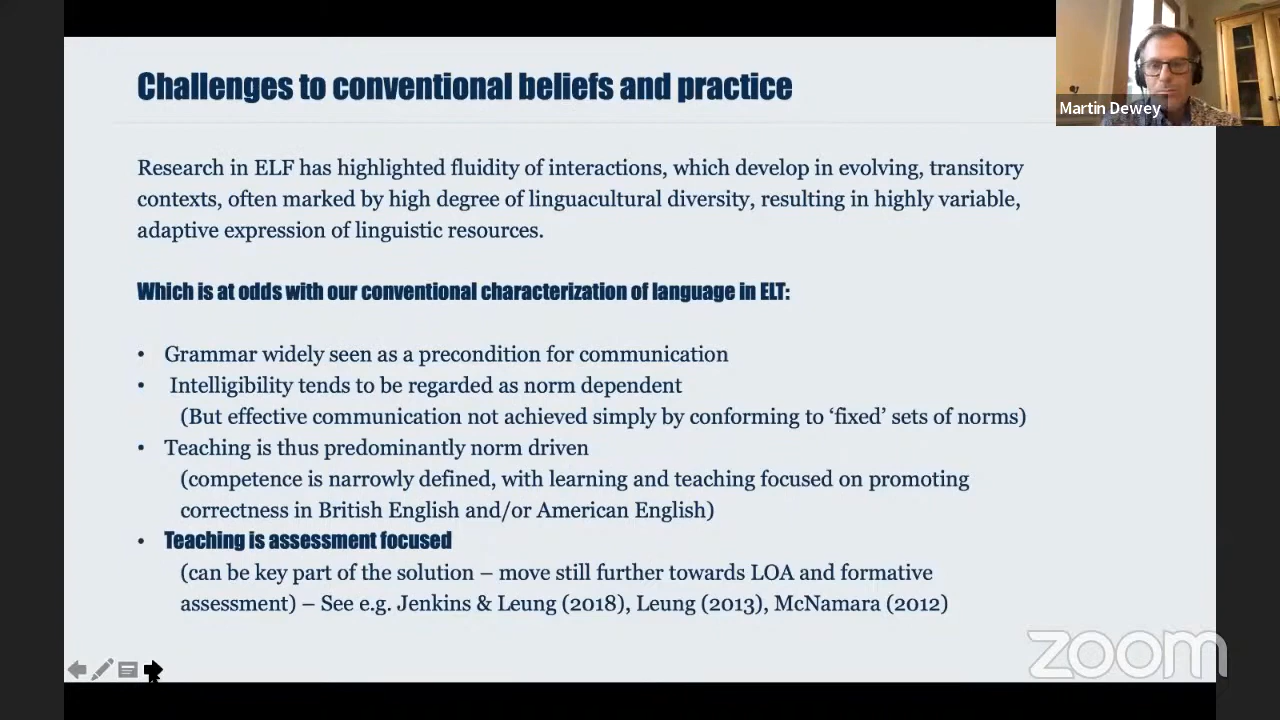 Challenges to conventional beliefs and practice
Martin Dewey
Research in ELF has highlighted fluidity of interactions, which develop in evolving, transitory
contexts, often marked by high degree of linguacultural diversity, resulting in highly variable,
adaptive expression of linguistic resources.
Which is at odds with our conventional characterization of language in ELT:
• Grammar widely seen as a precondition for communication
• Intelligibility tends to be regarded as norm dependent
(But effective communication not achieved simply by conforming to ‘fixed’ sets of norms)
• Teaching is thus predominantly norm driven
(competence is narrowly defined, with learning and teaching focused on promoting
correctness in British English and/or American English)
• Teaching is assessment focused
(can be key part of the solution – move still further towards LOA and formative
assessment) – See e.g. Jenkins & Leung (2018), Leung (2013), McNamara (2012)
zoom